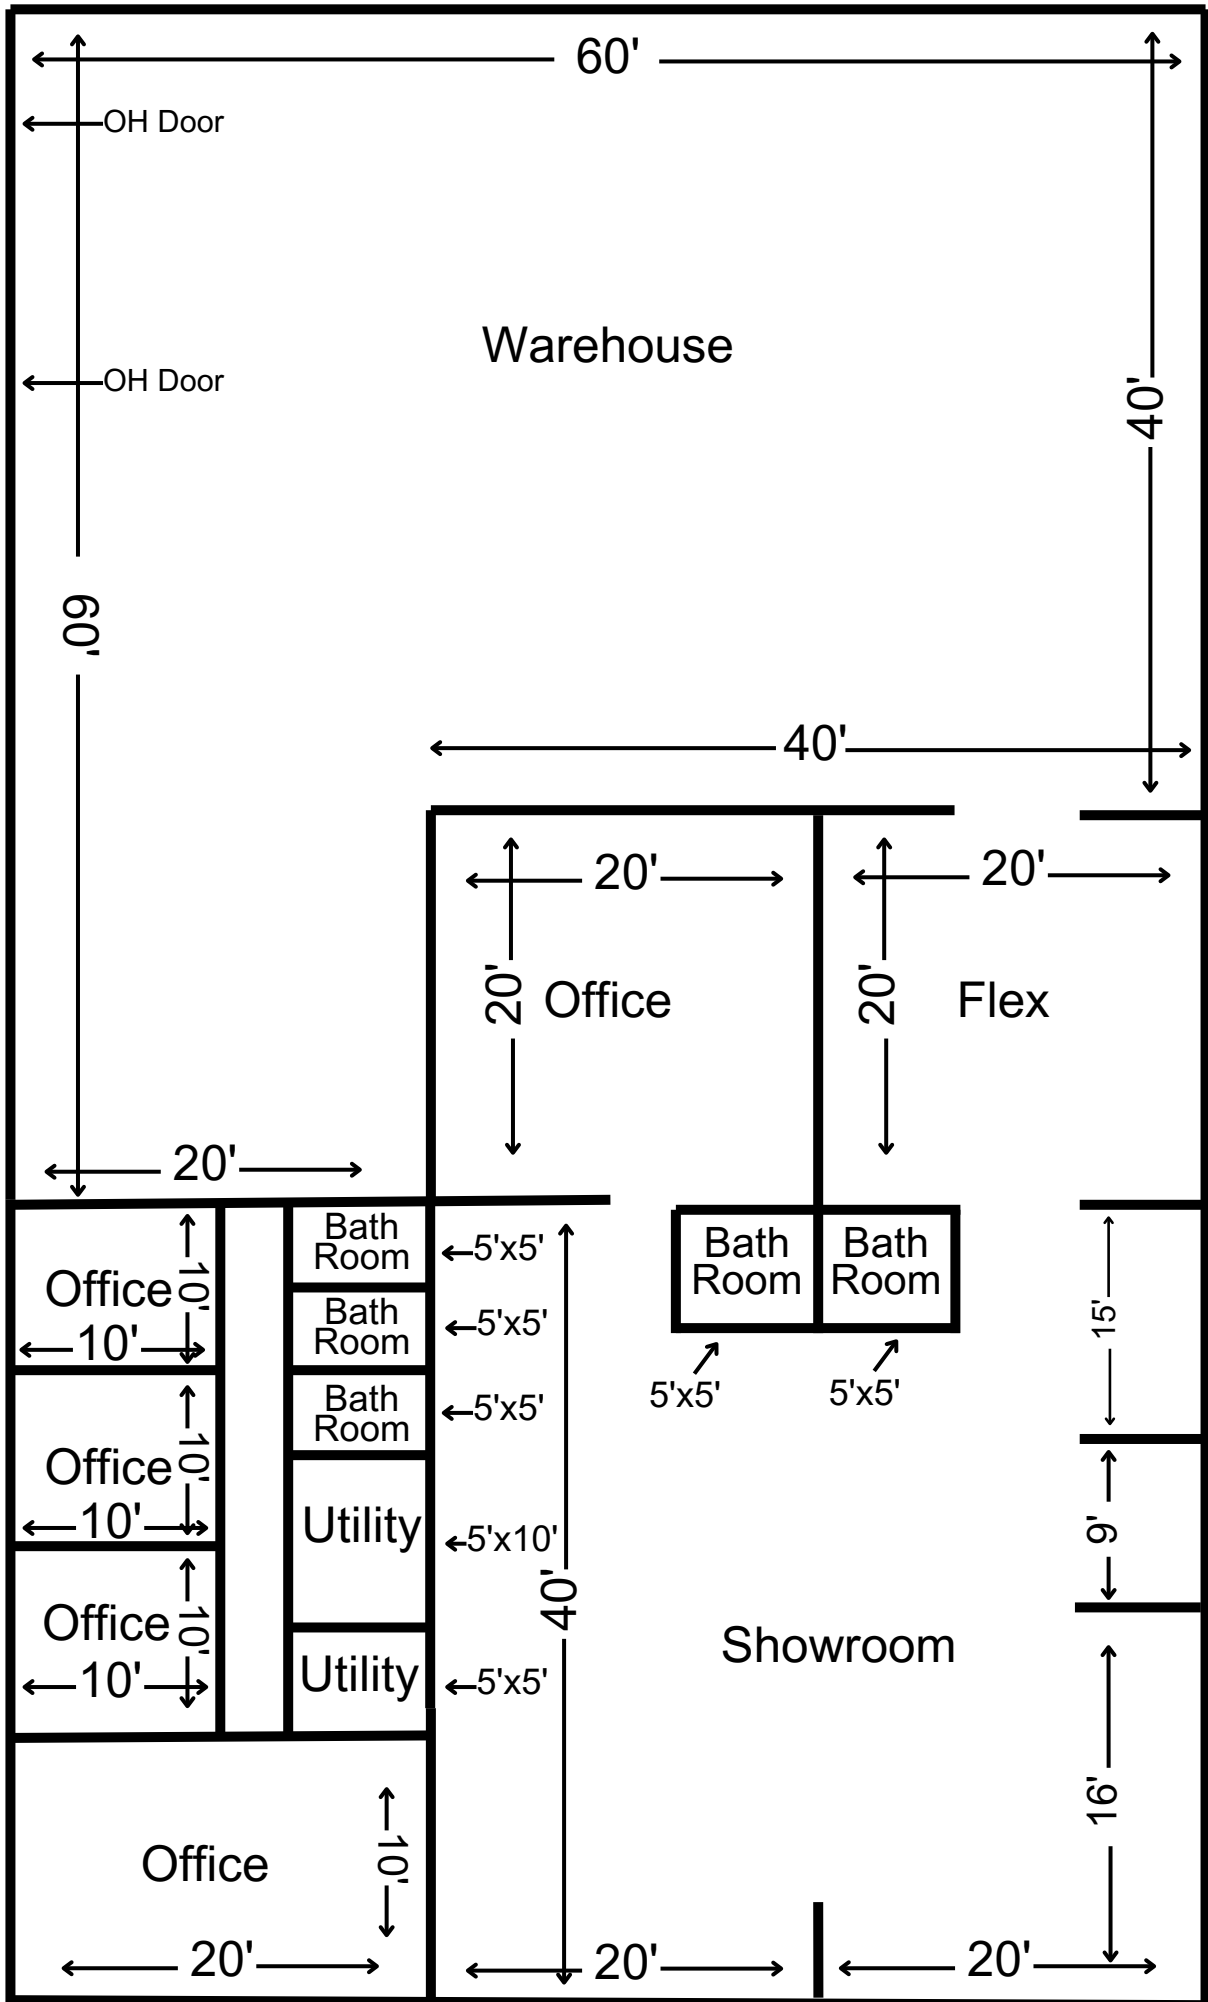 60'
OH Door
Warehouse
OH Door
40'
60'
40'
20'
20'
20'
Office
20'
Flex
20'
Bath
Room
5'x5'
Bath
Room
Bath
Room
Office
10'
10'
15'
Bath
Room
5'x5'
5'x5'
5'x5'
Bath
Room
5'x5'
Office
10'
10'
Utility
5'x10'
9'
40'
Office
10'
10'
Showroom
Utility
5'x5'
16'
Office
10'
20'
20'
20'